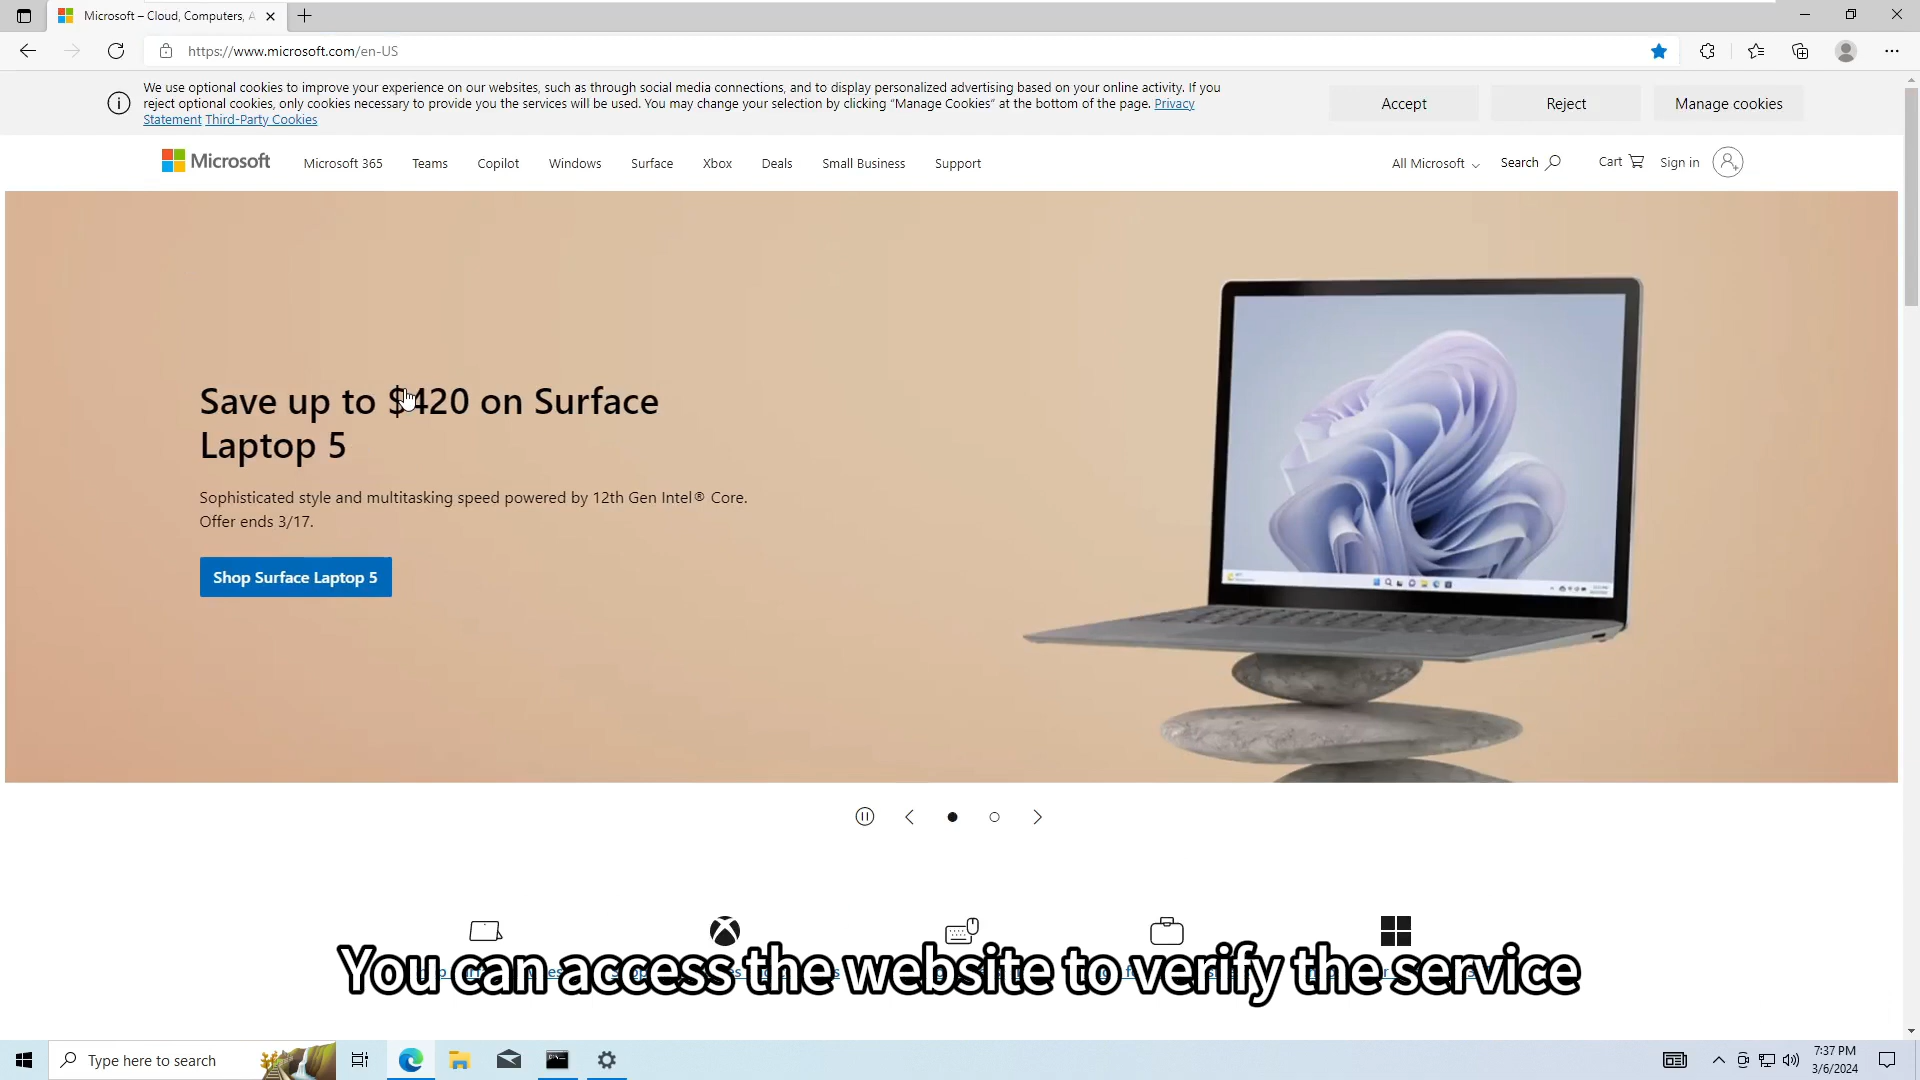 Microsoft – Cloud, Computers, A
https://www.microsoft.com/en-US
We use optional cookies to improve your experience on our websites, such as through social media connections, and to display personalized advertising based on your online activity. If you
reject optional cookies, only cookies necessary to provide you the services will be used. You may change your selection by clicking “Manage Cookies” at the bottom of the page. Privacy
Statement Third-Party Cookies
Accept
Reject
Manage cookies
Microsoft
Microsoft 365
Teams
Copilot
Windows
Surface
Xbox
Deals
Small Business
Support
All Microsoft
Search
Cart
Sign in
Save up to $420 on Surface
Laptop 5
Sophisticated style and multitasking speed powered by 12th Gen Intel® Core.
Offer ends 3/17.
Shop Surface Laptop 5
You can access the website to verify the service
Type here to search
7:37 PM
3/6/2024